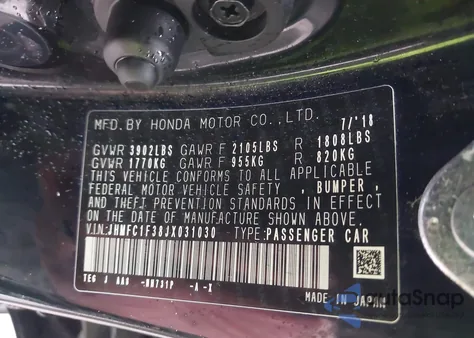 MFD.BY HONDA MOTOR CO.,LTD. 7/'18
GVWR 3902LBS GAWR F 2105LBS R 1808LBS
GVWR 1770KG GAWR F 955KG R 820KG
THIS VEHICLE CONFORMS TO ALL APPLICABLE
FEDERAL MOTOR VEHICLE SAFETY , BUMPER ,
AND THEFT PREVENTION STANDARDS IN EFFECT
ON THE DATE OF MANUFACTURE SHOWN ABOVE.
VIN:JHMFC1F38JX031030 TYPE:PASSENGER CAR
-A-
MADE IN JAPAN
autoSnap